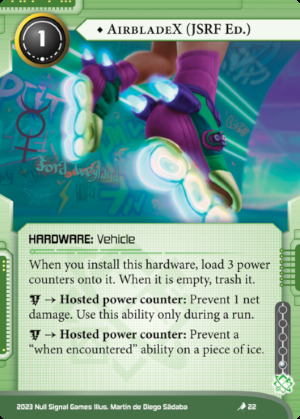 1
♦ AirbladeX (JSRF Ed.)
HARDWARE: Vehicle
When you install this hardware, load 3 power
counters onto it. When it is empty, trash it.
→ Hosted power counter: Prevent 1 net
damage. Use this ability only during a run.
→ Hosted power counter: Prevent a
“when encountered” ability on a piece of ice.
2023 Null Signal Games Illus. Martin de Diego Sádaba
22